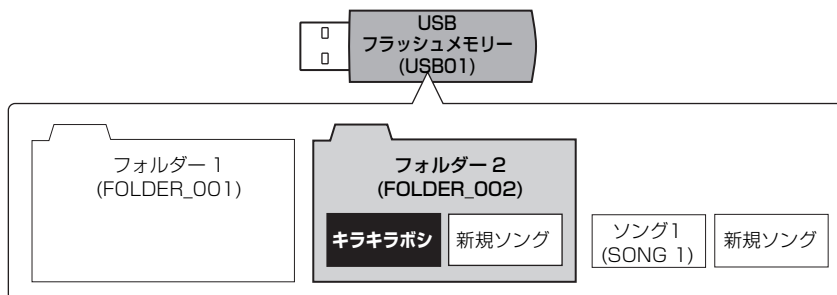 USB
フラッシュメモリー
(USB01)
フォルダー 1
(FOLDER_001)
フォルダー 2
(FOLDER_002)
キラキラボシ
新規ソング
ソング1
(SONG 1)
新規ソング